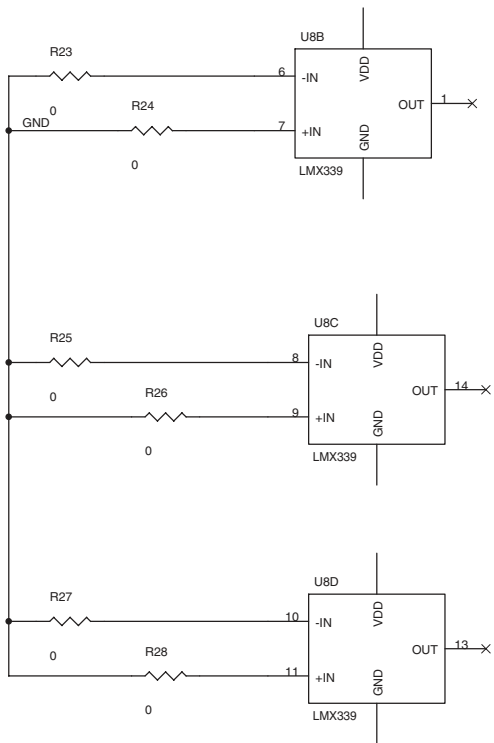 U8B
R23
6
-IN
VDD
0
R24
OUT
1
GND
7
+IN
GND
0
LMX339
U8C
R25
8
-IN
VDD
0
R26
OUT
14
9
+IN
GND
0
LMX339
U8D
R27
10
-IN
VDD
0
R28
OUT
13
11
+IN
GND
0
LMX339